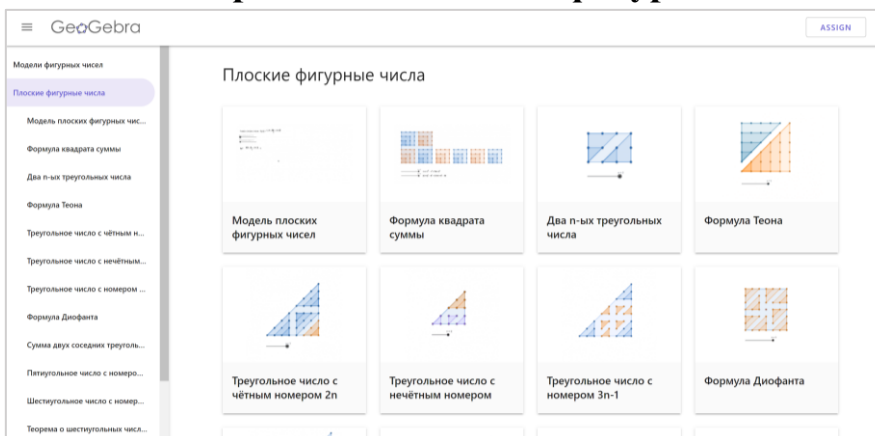 GeoGebra
ASSIGN
Модели фигурных чисел
Плоские фигурные числа
Модель плоских фигурных чис...
Формула квадрата суммы
Два n-ых треугольных числа
Формула Теона
Треугольное число с чётным н...
Треугольное число с нечётным...
Треугольное число с номером ...
Формула Диофанта
Сумма двух соседних треуголь...
Пятиугольное число с номеро...
Шестиугольное число с номер...
Теорема о шестиугольных числ...
Плоские фигурные числа
Модель плоских
фигурных чисел
Формула квадрата
суммы
Два n-ых треугольных
числа
Формула Теона
Треугольное число с
чётным номером 2n
Треугольное число с
нечётным номером
Треугольное число с
номером 3n-1
Формула Диофанта